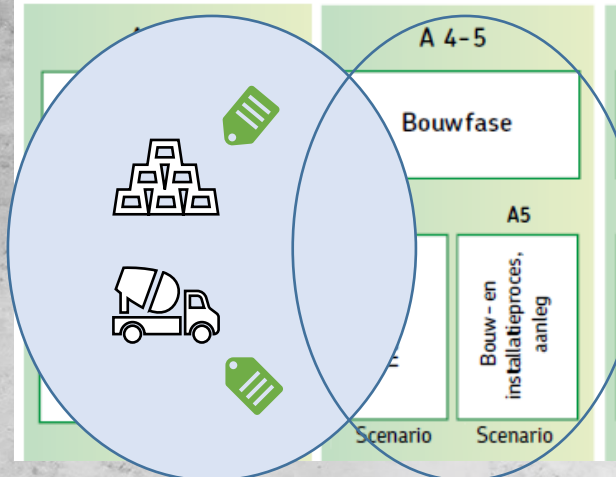 A 4-5
Bouwfase
A5
Bouw- en
installatieproces,
aanleg
Scenario
Scenario